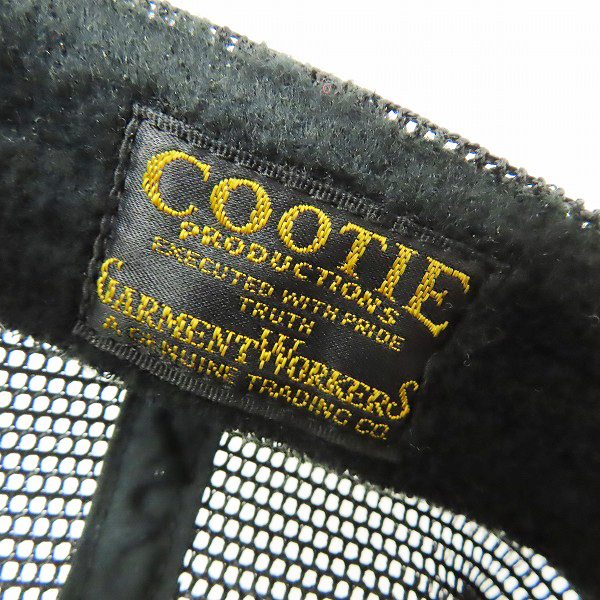 COOTIE
PRODUCTIONS
EXECUTED WITH PRIDE
TRUTH
GARMENT WORKERS
A GENUINE TRADING CO.